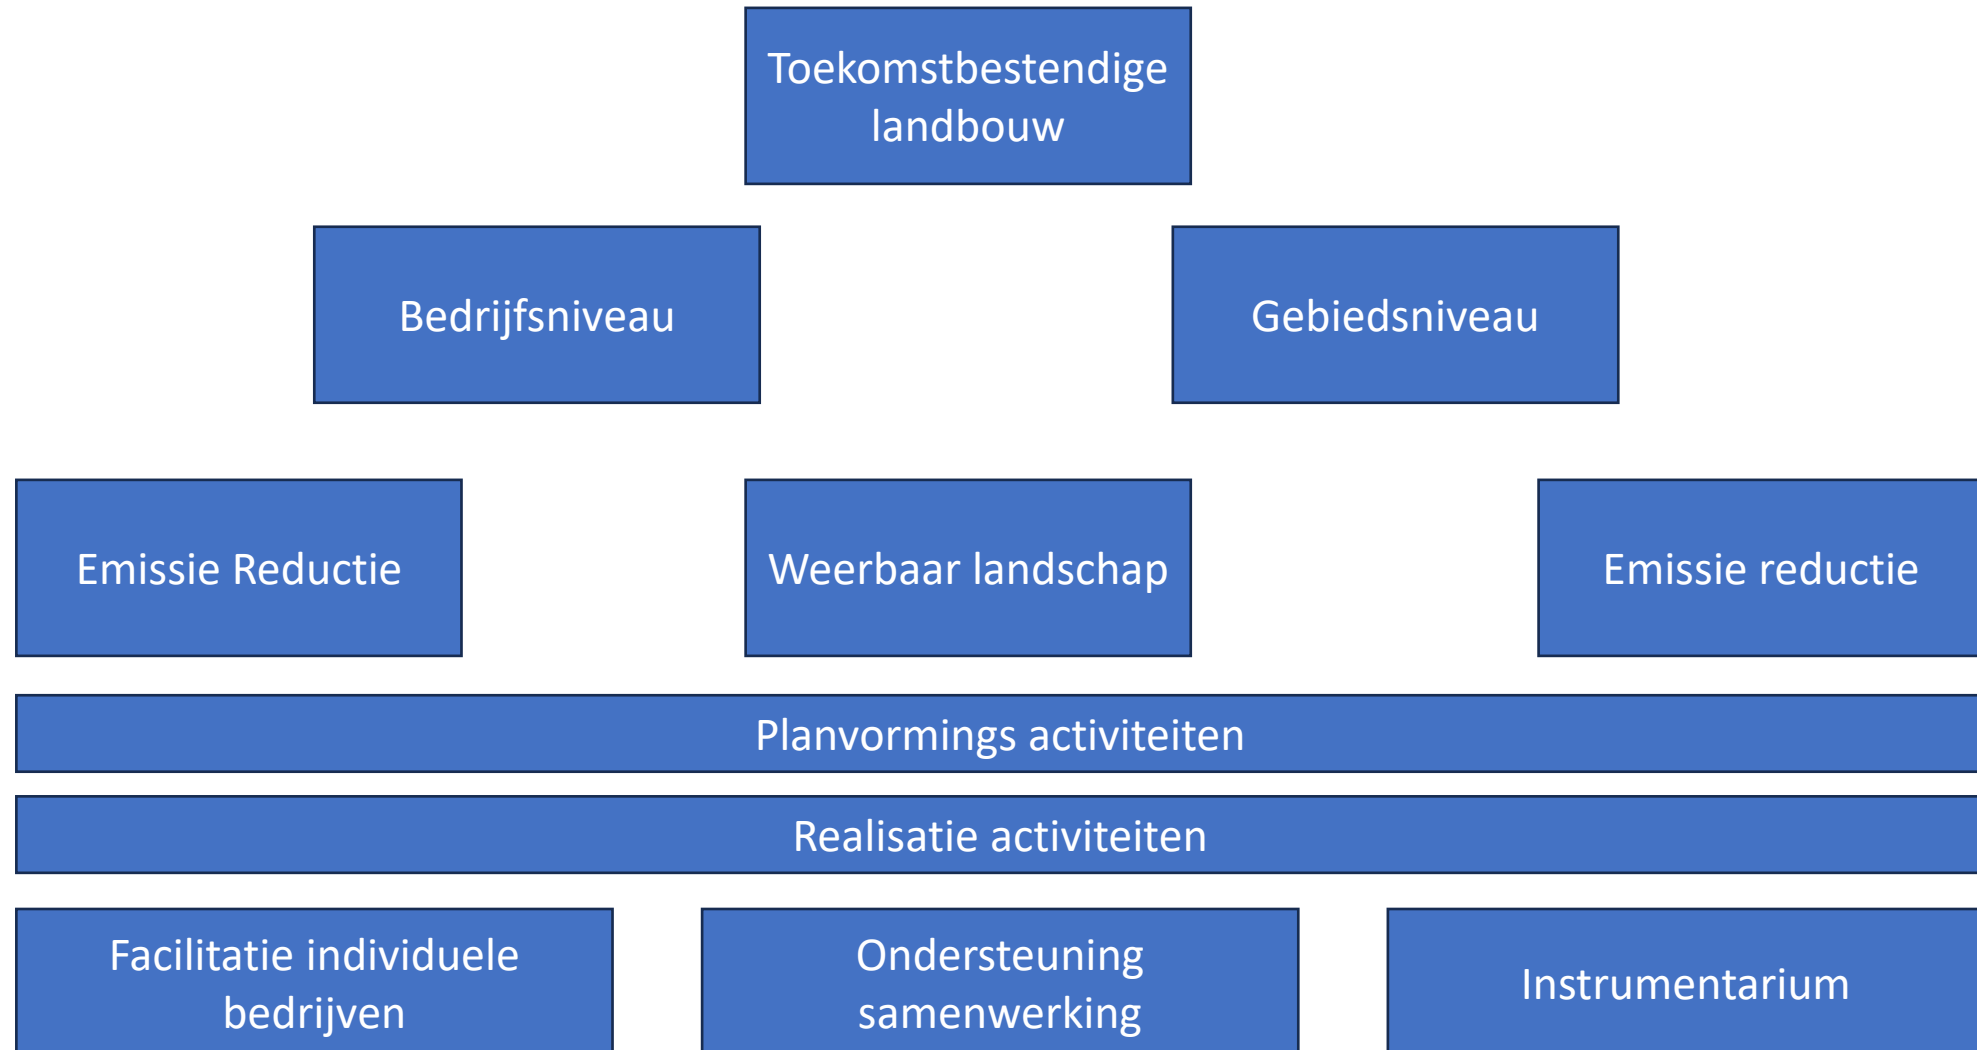 Toekomstbestendige
landbouw
Bedrijfsniveau
Gebiedsniveau
Emissie Reductie
Weerbaar landschap
Emissie reductie
Planvormings activiteiten
Realisatie activiteiten
Facilitatie individuele
bedrijven
Ondersteuning
samenwerking
Instrumentarium